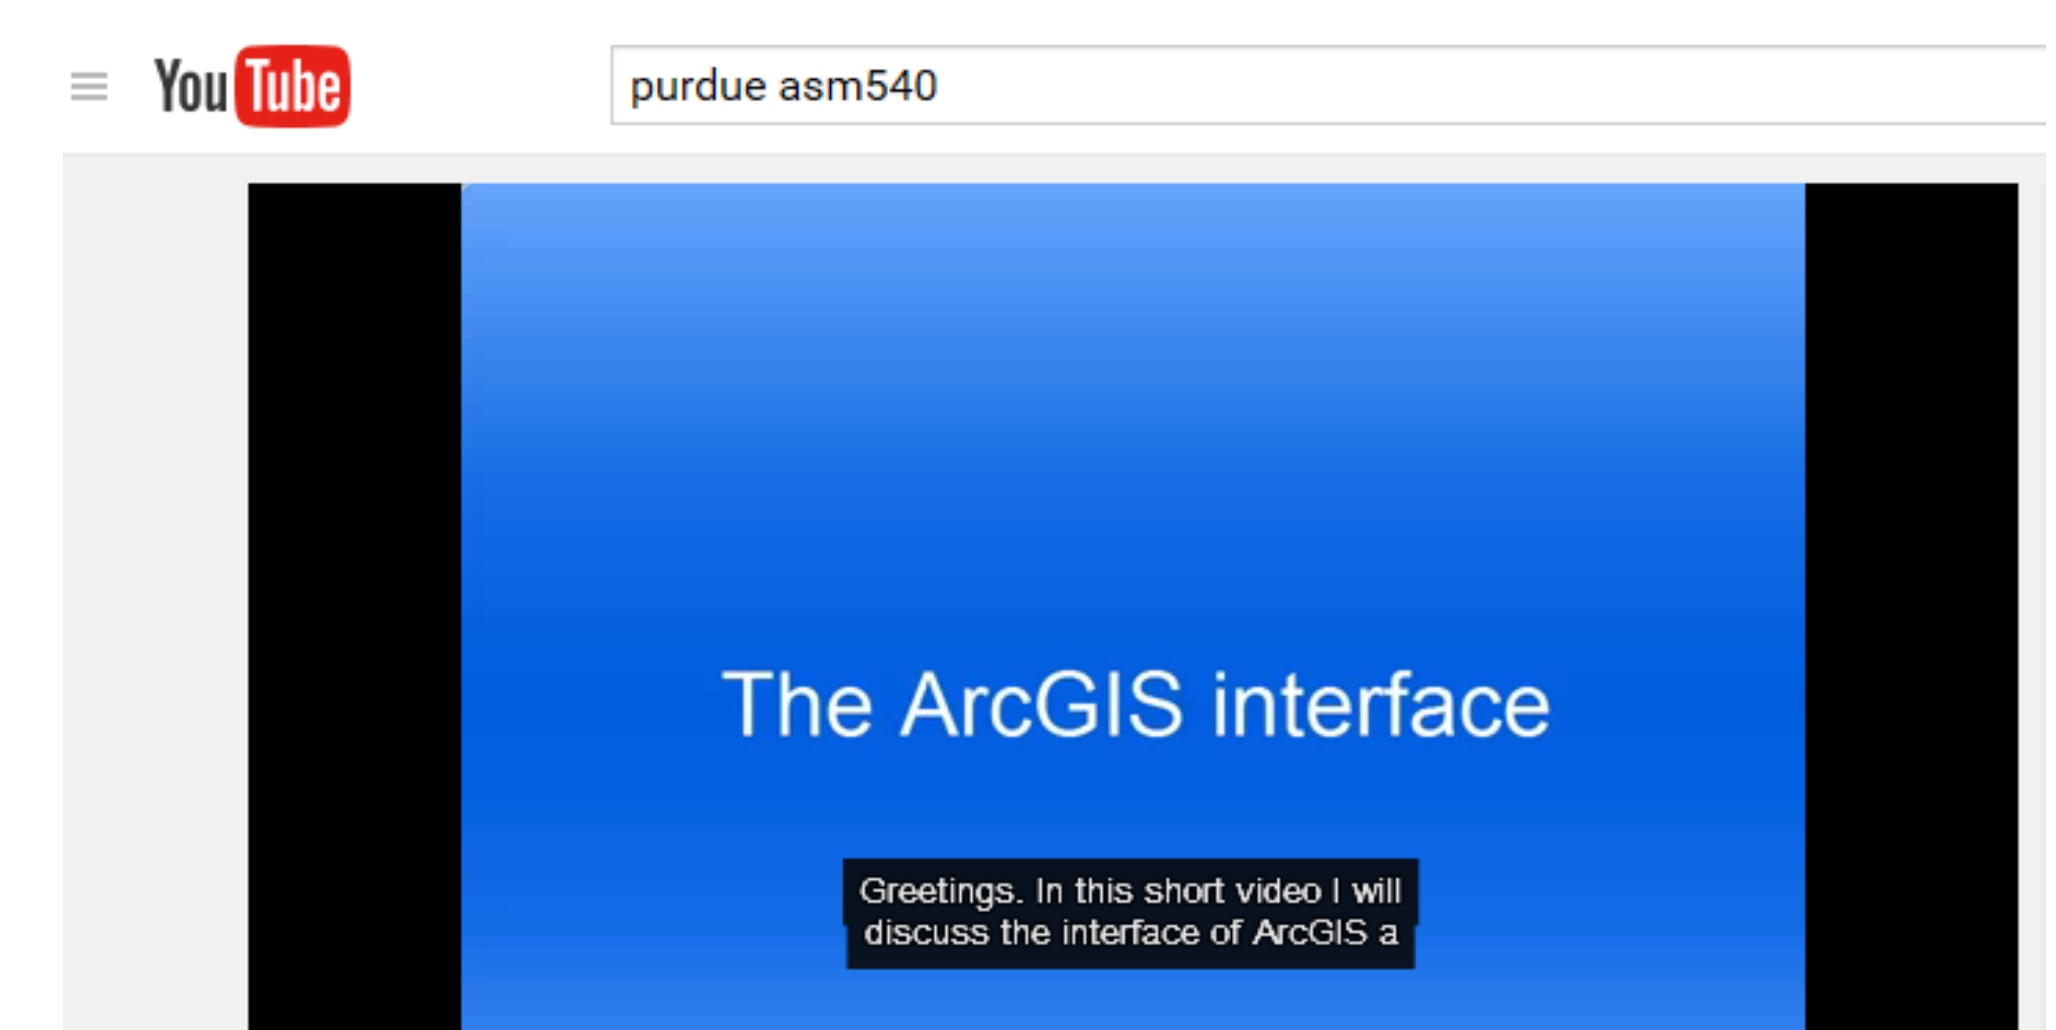 YouTube
purdue asm540
The ArcGIS interface
Greetings. In this short video I will
discuss the interface of ArcGIS a